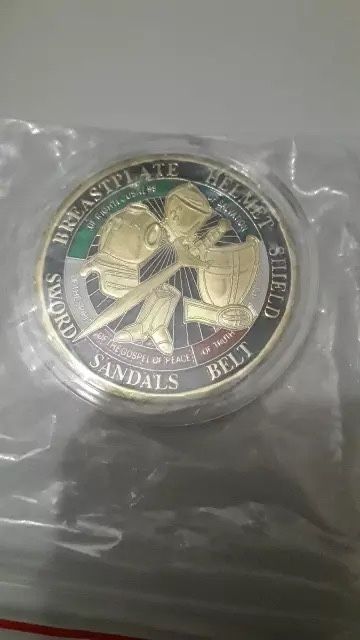 BREASTPLATE
HELMET
SHIELD
BELT
SANDALS
SWORD
OF RIGHTEOUSNESS
OF SALVATION
OF TRUTH
OF THE GOSPEL OF PEACE